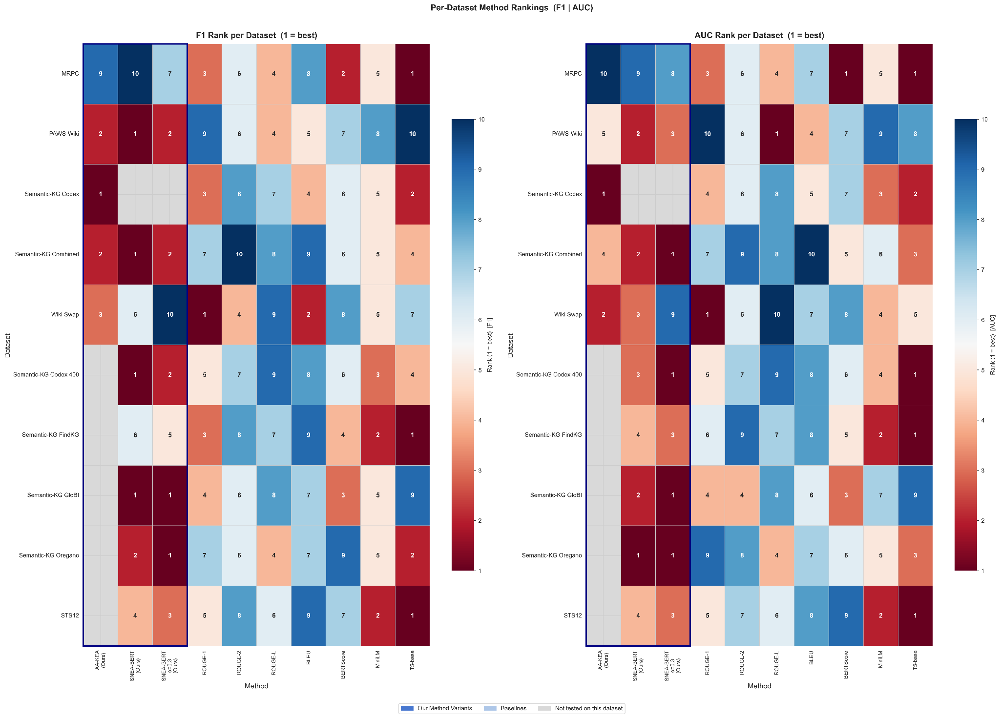 Per-Dataset Method Rankings (F1 | AUC)
F1 Rank per Dataset (1 = best)
MRPC 9 10 7 3 6 4 8 2 5 1
PAWS-Wiki 2 1 2 9 6 4 5 7 8 10
Semantic-KG Codex 1 3 8 7 4 6 5 2
Semantic-KG Combined 2 1 2 7 10 8 9 6 5 4
Wiki Swap 3 6 10 1 4 9 2 8 5 7
Semantic-KG Codex 400 1 2 5 7 9 8 6 3 4
Semantic-KG FindKG 6 5 3 8 7 9 4 2 1
Semantic-KG GloBI 1 1 4 6 8 7 3 5 9
Semantic-KG Oregano 2 1 7 6 4 7 9 5 2
STS12 4 3 5 8 6 9 7 2 1
Dataset
AA-KEA
(Ours)
SNEA-BERT
(Ours)
SNEA-BERT
α=0.3
(Ours)
ROUGE-1
ROUGE-2
ROUGE-L
BLEU
BERTScore
MiniLM
T5-base
Method
10
9
8
7
6
5
4
3
2
1
Rank (1 = best) [F1]
AUC Rank per Dataset (1 = best)
MRPC 10 9 8 3 6 4 7 1 5 1
PAWS-Wiki 5 2 3 10 6 1 4 7 9 8
Semantic-KG Codex 1 4 6 8 5 7 3 2
Semantic-KG Combined 4 2 1 7 9 8 10 5 6 3
Wiki Swap 2 3 9 1 6 10 7 8 4 5
Semantic-KG Codex 400 3 1 5 7 9 8 6 4 1
Semantic-KG FindKG 4 3 6 9 7 8 5 2 1
Semantic-KG GloBI 2 1 4 4 8 6 3 7 9
Semantic-KG Oregano 1 1 9 8 4 7 6 5 3
STS12 4 3 5 7 6 8 9 2 1
Dataset
AA-KEA
(Ours)
SNEA-BERT
(Ours)
SNEA-BERT
α=0.3
(Ours)
ROUGE-1
ROUGE-2
ROUGE-L
BLEU
BERTScore
MiniLM
T5-base
Method
10
9
8
7
6
5
4
3
2
1
Rank (1 = best) [AUC]
Our Method Variants
Baselines
Not tested on this dataset